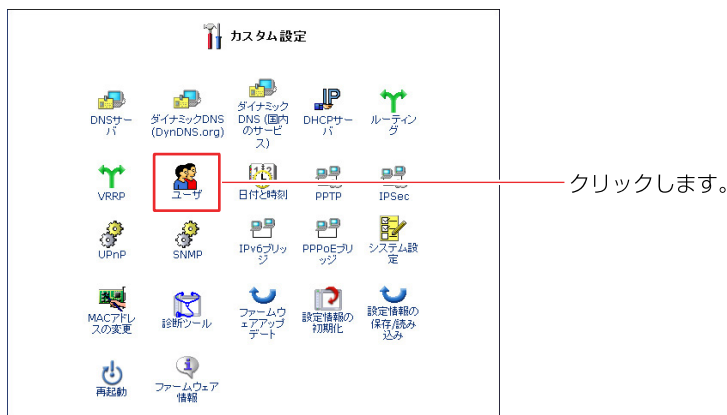 カスタム設定
DNSサー
バ
ダイナミックDNS
(DynDNS.org)
ダイナミック
DNS (国内
のサービ
ス)
DHCPサー
バ
ルーティン
グ
VRRP
ユーザ
日付と時刻
PPTP
IPSec
クリックします。
UPnP
SNMP
IPv6ブリッ
ジ
PPPoEブリ
ッジ
システム設
定
MACアドレ
スの変更
診断ツール
ファームウ
ェアアップ
デート
設定情報の
初期化
設定情報の
保存/読み
込み
再起動
ファームウェア
情報